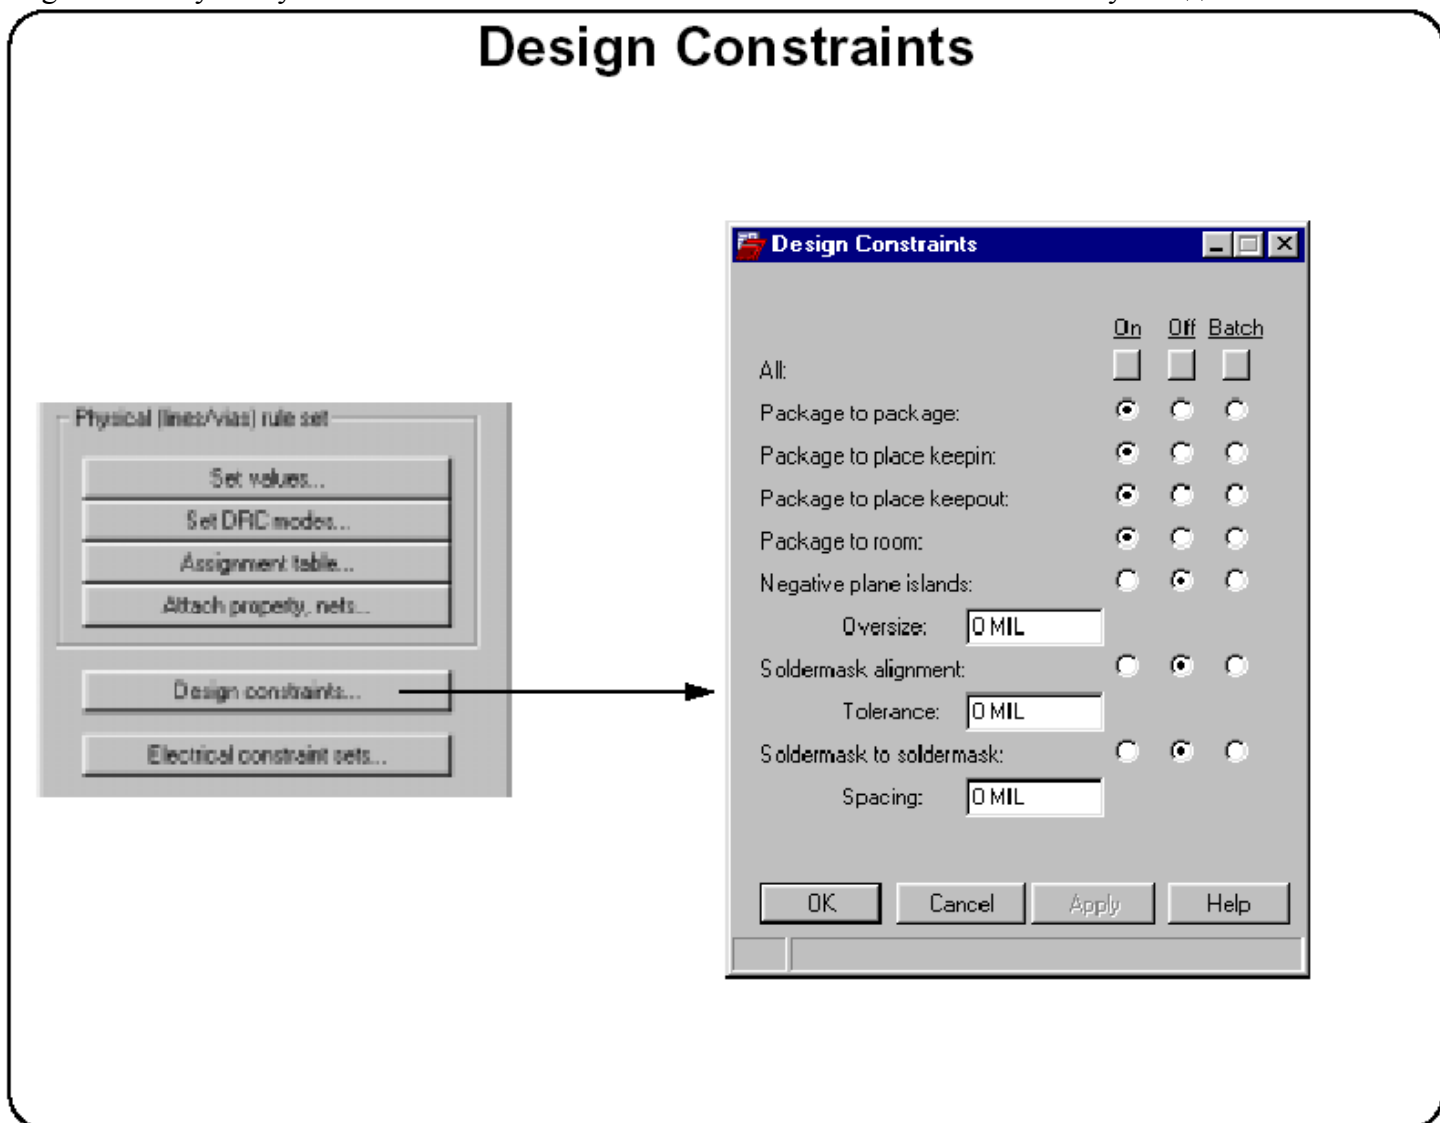 Design Constraints
Physical (lines/vias) rule set
Set values...
Set DRC modes...
Assignment table...
Attach property, nets...
Design constraints...
Electrical constraint sets...
Design Constraints
On Off Batch
All:
Package to package:
Package to place keepin:
Package to place keepout:
Package to room:
Negative plane islands:
Oversize: 0 MIL
Soldermask alignment:
Tolerance: 0 MIL
Soldermask to soldermask:
Spacing: 0 MIL
OK Cancel Apply Help